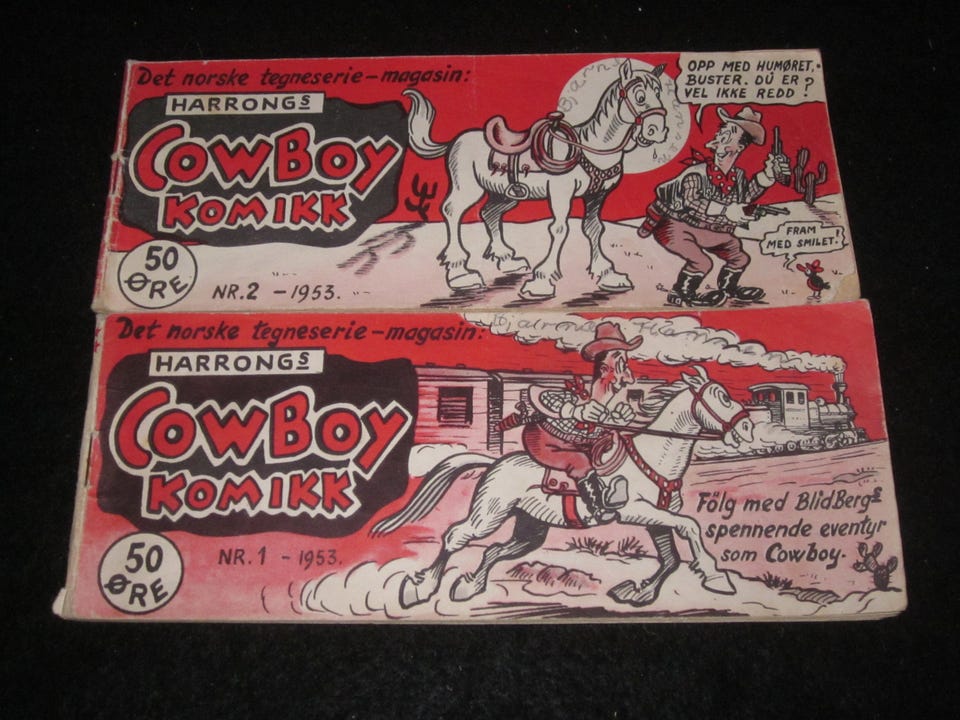 Det norske tegneserie-magasin:
HARRONGS
COWBOY
KOMIKK
50
ØRE
NR. 2 - 1953.
OPP MED HUMØRET,
BUSTER. DU ER
VEL IKKE REDD?
FRAM
MED SMILET!
Det norske tegneserie-magasin:
HARRONGS
COWBOY
KOMIKK
50
ØRE
NR. 1 - 1953.
Fölg med BlidBergs
spennende eventyr
som Cowboy.